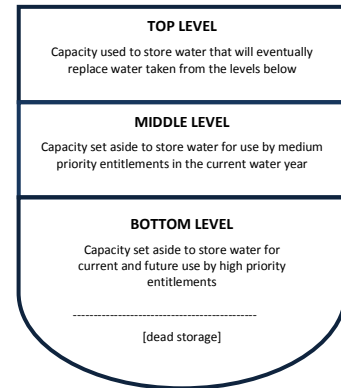 TOP LEVEL
Capacity used to store water that will eventually
replace water taken from the levels below
MIDDLE LEVEL
Capacity set aside to store water for use by medium
priority entitlements in the current water year
BOTTOM LEVEL
Capacity set aside to store water for
current and future use by high priority
entitlements
---------------------------------------------
[dead storage]